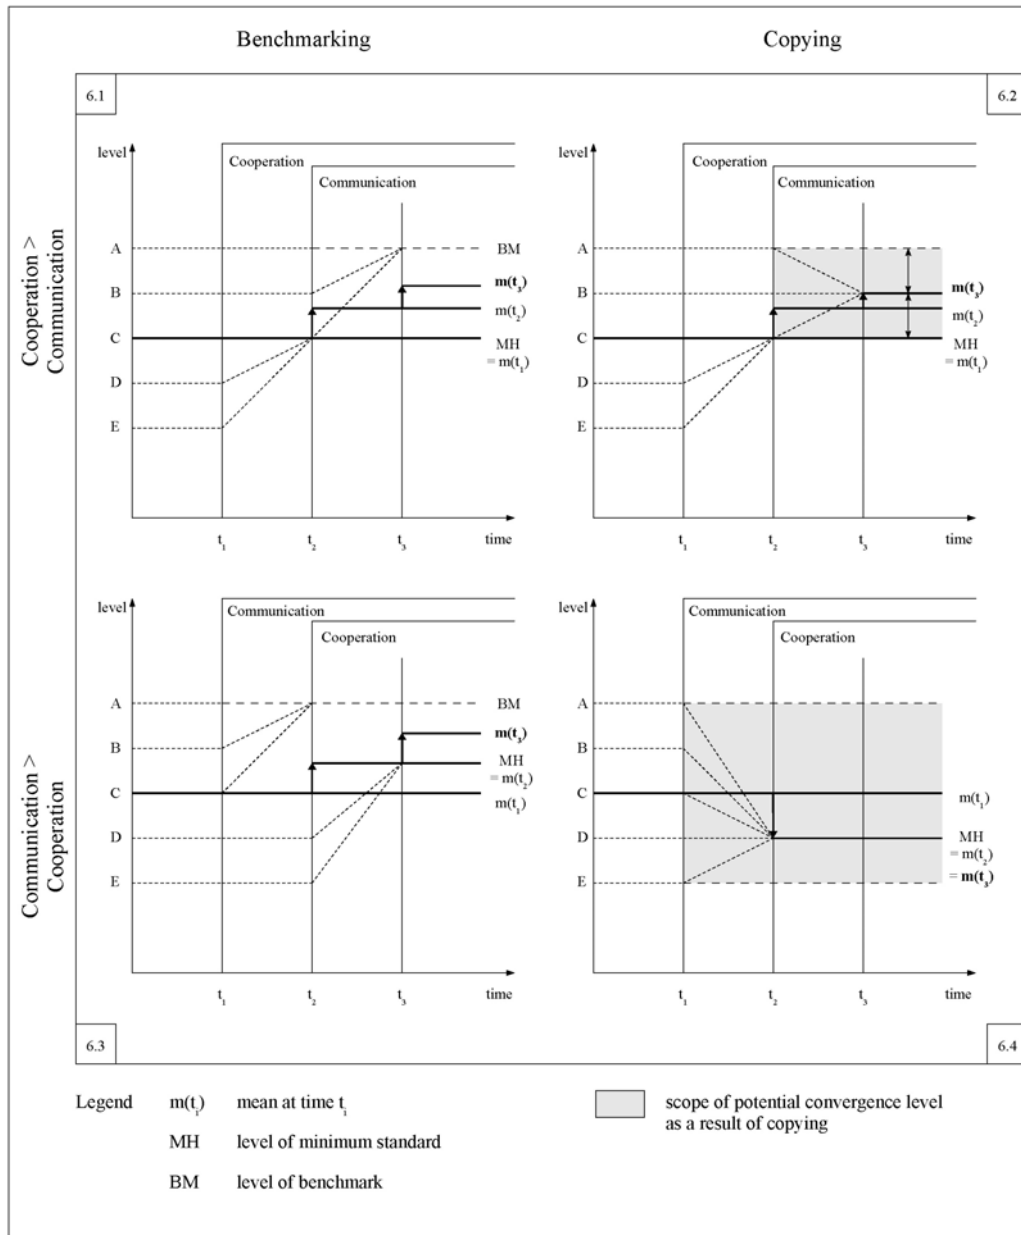 Benchmarking
Copying
Cooperation >
Communication
6.1
level
Cooperation
Communication
A
BM
B
m(t₃)
m(t₂)
C
MH
= m(t₁)
D
E
t₁
t₂
t₃
time
6.2
level
Cooperation
Communication
A
B
m(t₃)
m(t₂)
C
MH
= m(t₁)
D
E
t₁
t₂
t₃
time
Communication >
Cooperation
level
Communication
Cooperation
A
BM
B
m(t₃)
MH
= m(t₂)
C
m(t₁)
D
E
t₁
t₂
t₃
time
6.3
level
Communication
Cooperation
A
B
C
m(t₁)
D
MH
= m(t₂)
E
= m(t₃)
t₁
t₂
t₃
time
6.4
Legend
m(tᵢ) mean at time tᵢ
MH level of minimum standard
BM level of benchmark
scope of potential convergence level
as a result of copying